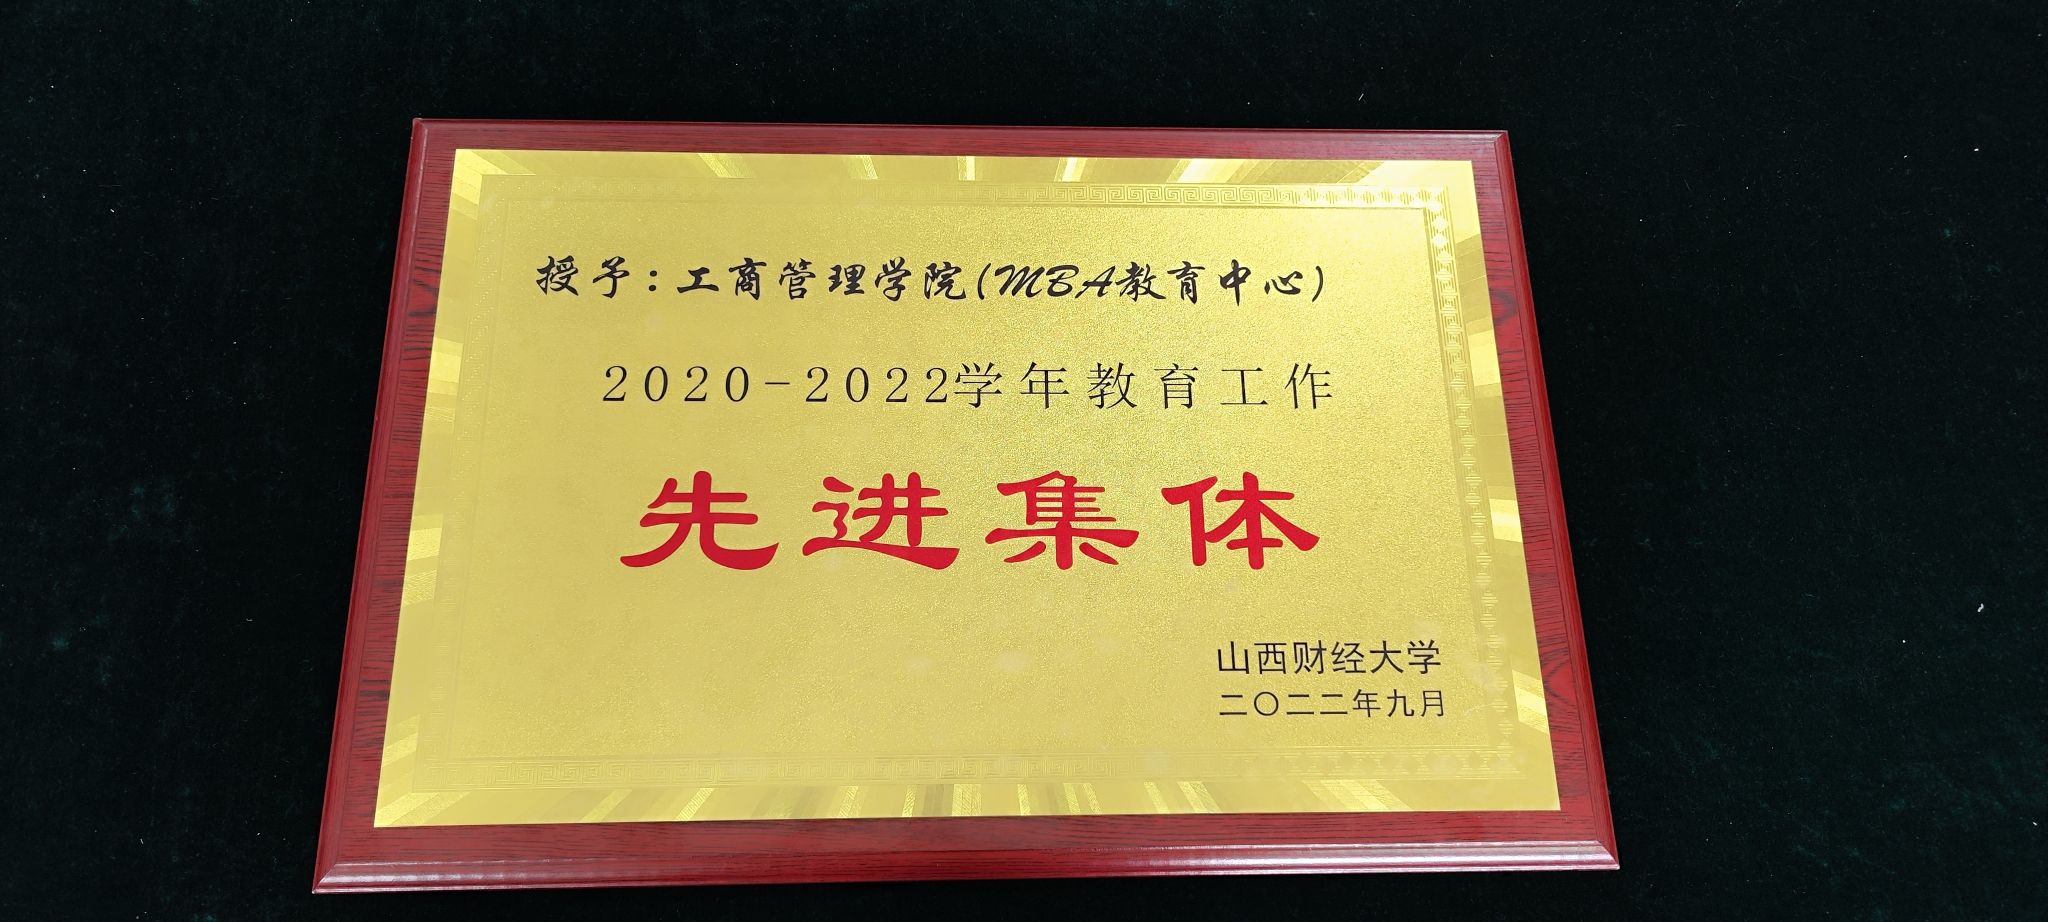 授予:工商管理学院(MBA教育中心)
2020-2022学年教育工作
先进集体
山西财经大学
二〇二二年九月